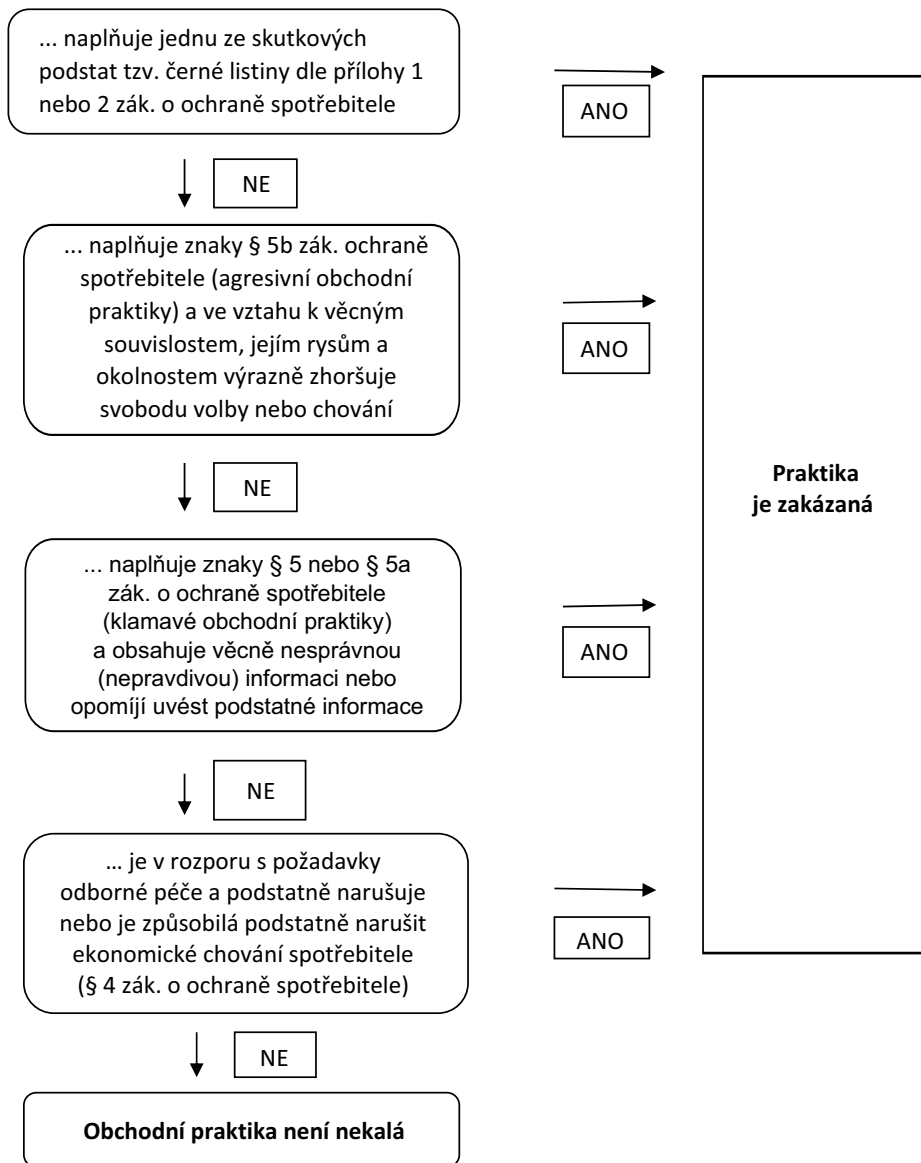 ... naplňuje jednu ze skutkových
podstat tzv. černé listiny dle přílohy 1
nebo 2 zák. o ochraně spotřebitele
ANO
NE
... naplňuje znaky § 5b zák. ochraně
spotřebitele (agresivní obchodní
praktiky) a ve vztahu k věcným
souvislostem, jejím rysům a
okolnostem výrazně zhoršuje
svobodu volby nebo chování
ANO
NE
Praktika
je zakázaná
... naplňuje znaky § 5 nebo § 5a
zák. o ochraně spotřebitele
(klamavé obchodní praktiky)
a obsahuje věcně nesprávnou
(nepravdivou) informaci nebo
opomíjí uvést podstatné informace
ANO
NE
... je v rozporu s požadavky
odborné péče a podstatně narušuje
nebo je způsobilá podstatně narušit
ekonomické chování spotřebitele
(§ 4 zák. o ochraně spotřebitele)
ANO
NE
Obchodní praktika není nekalá